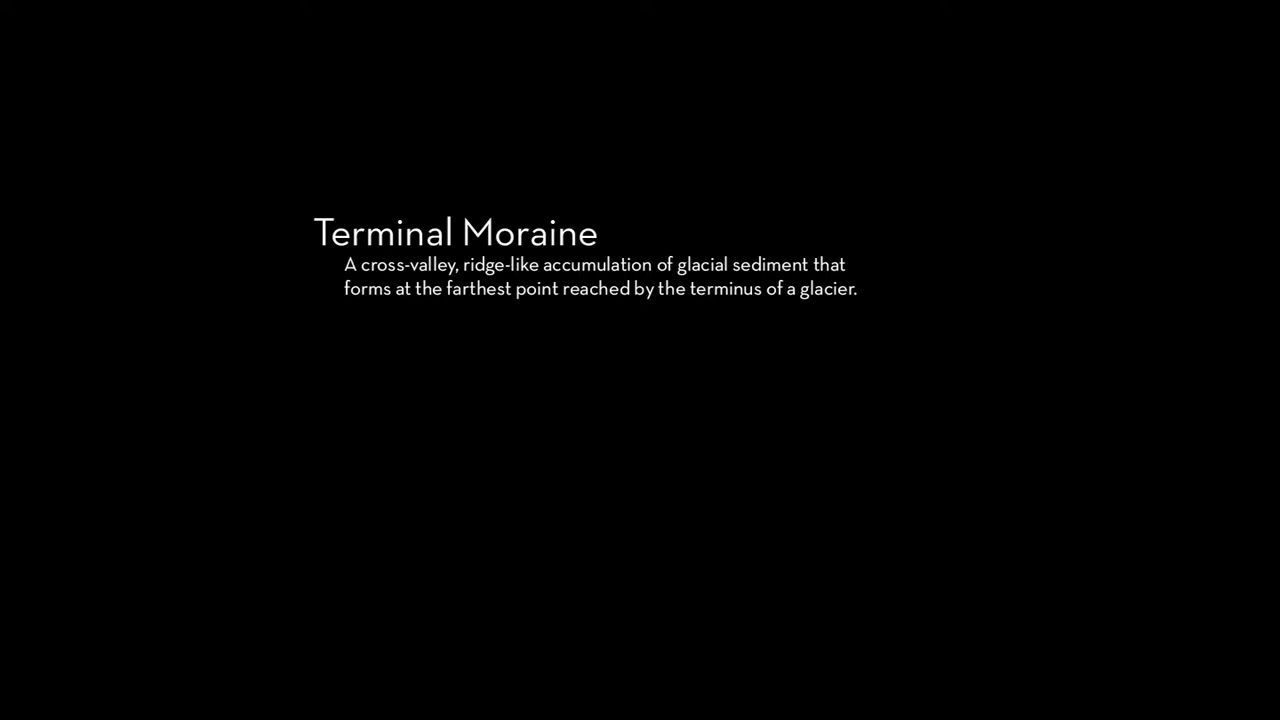 Terminal Moraine
A cross-valley, ridge-like accumulation of glacial sediment that
forms at the farthest point reached by the terminus of a glacier.